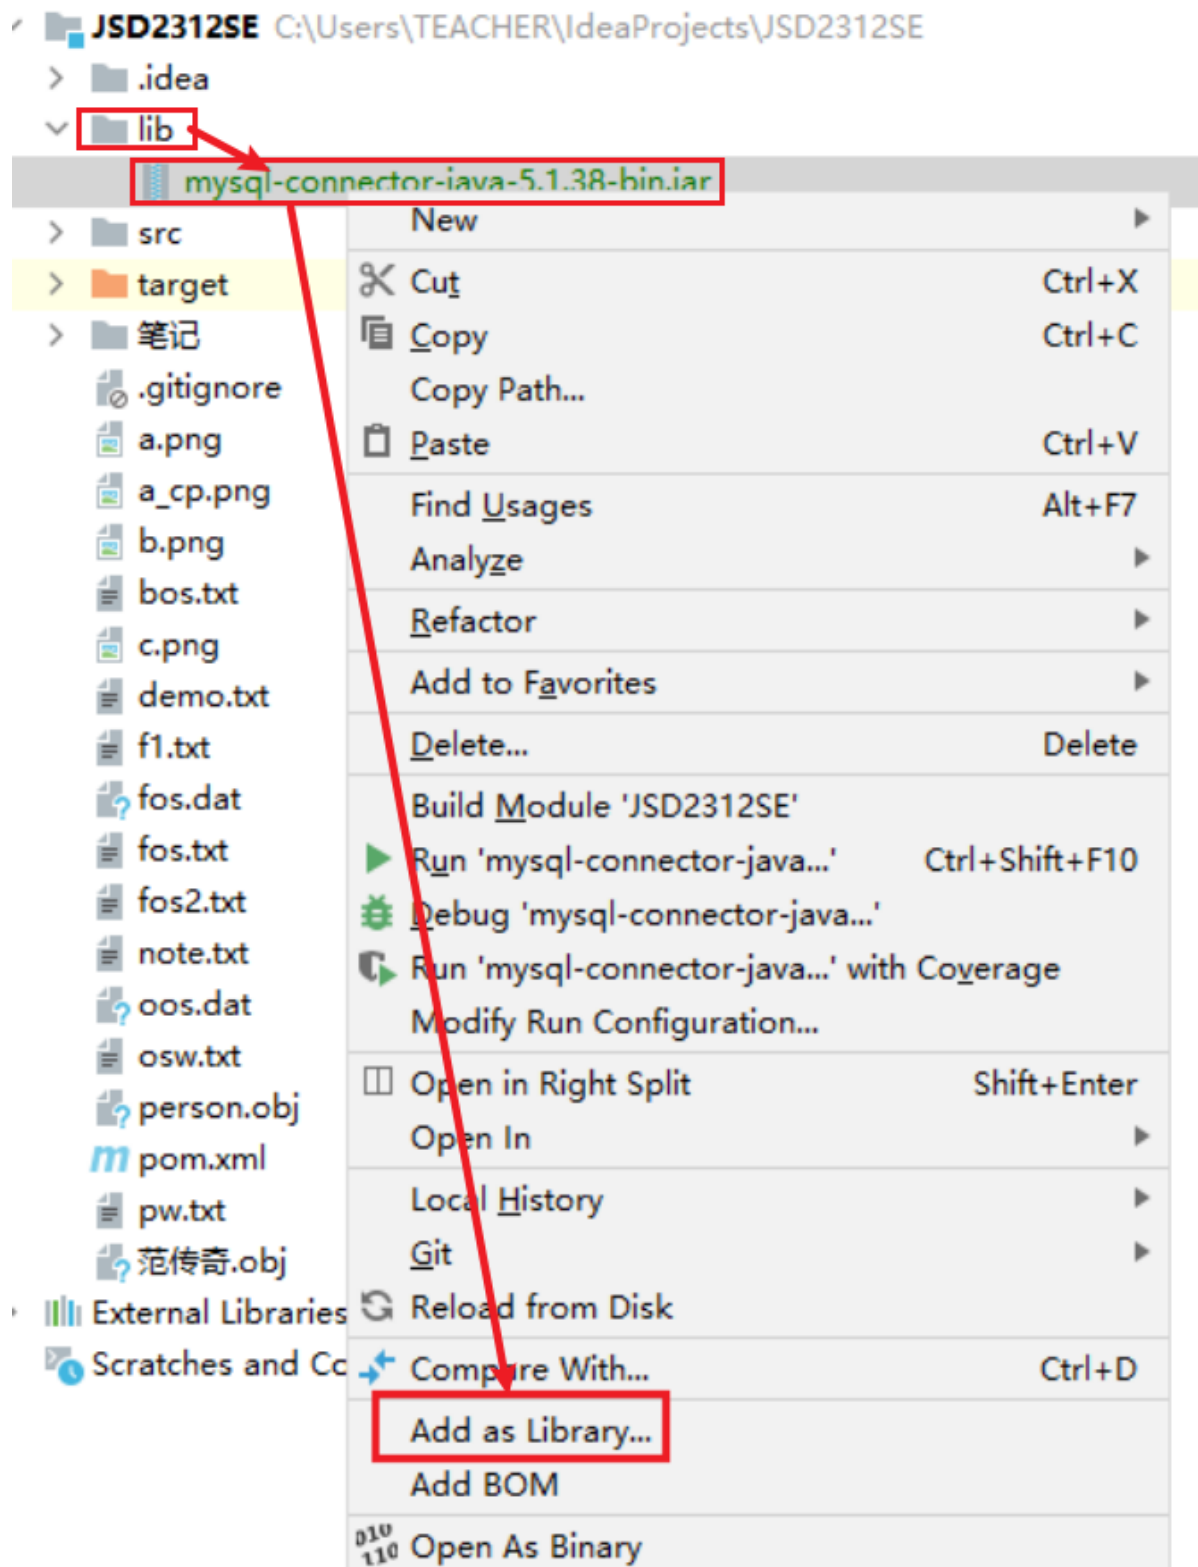 JSD2312SE C:\Users\TEACHER\IdeaProjects\JSD2312SE
.idea
lib
mysql-connector-java-5.1.38-bin.jar
New
src
Cut Ctrl+X
target
Copy Ctrl+C
笔记
Copy Path...
.gitignore
Paste Ctrl+V
a.png
a_cp.png
Find Usages Alt+F7
b.png
Analyze
bos.txt
Refactor
c.png
Add to Favorites
demo.txt
Delete... Delete
f1.txt
Build Module 'JSD2312SE'
fos.dat
Run 'mysql-connector-java...' Ctrl+Shift+F10
fos.txt
Debug 'mysql-connector-java...'
fos2.txt
Run 'mysql-connector-java...' with Coverage
note.txt
Modify Run Configuration...
oos.dat
Open in Right Split Shift+Enter
osw.txt
Open In
person.obj
Local History
pom.xml
Git
pw.txt
Reload from Disk
范传奇.obj
Compare With... Ctrl+D
External Libraries
Add as Library...
Scratches and Co
Add BOM
Open As Binary